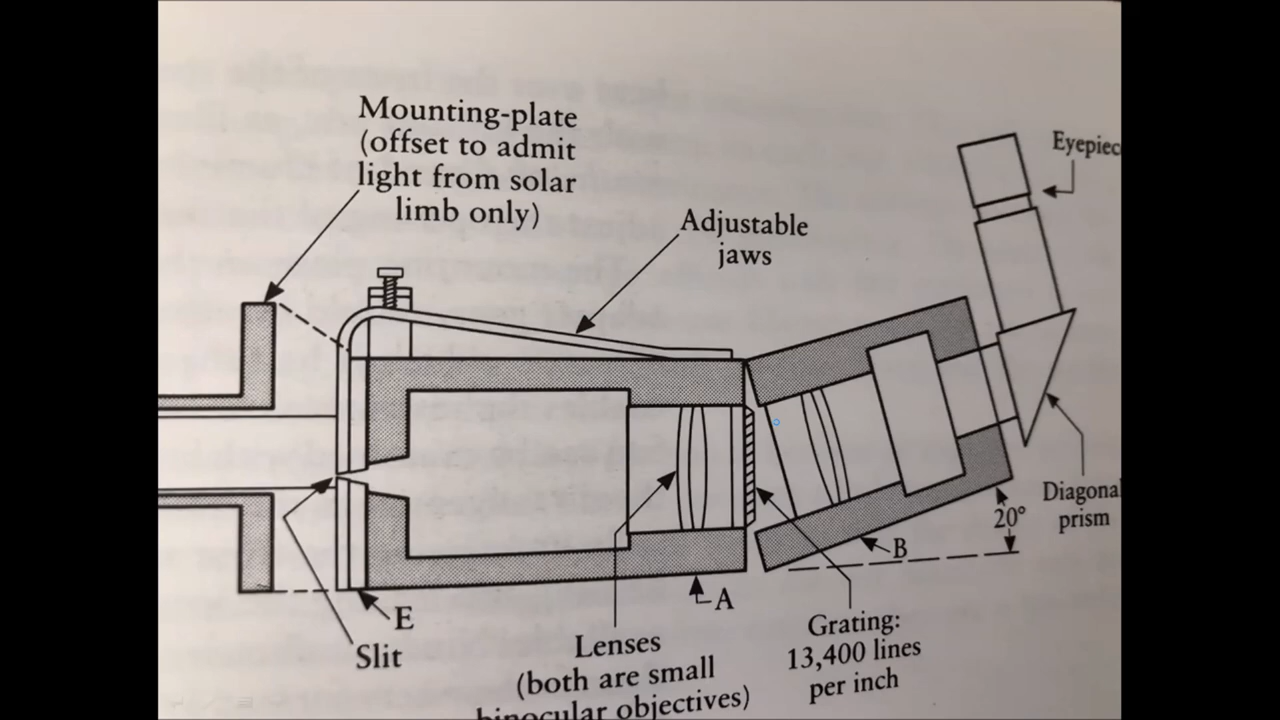 Mounting-plate
(offset to admit
light from solar
limb only)
Adjustable
jaws
Eyepiec
Diagonal
prism
20°
B
A
E
Slit
Lenses
(both are small
binocular objectives)
Grating:
13,400 lines
per inch